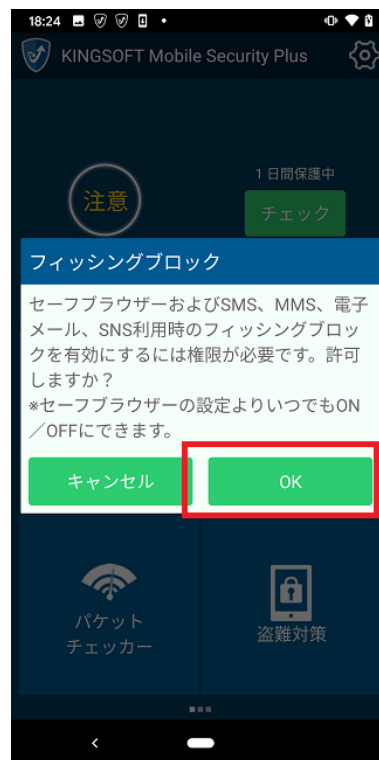 18:24
KINGSOFT Mobile Security Plus
1日間保護中
注意
チェック
フィッシングブロック
セーフブラウザーおよびSMS、MMS、電子
メール、SNS利用時のフィッシングブロッ
クを有効にするには権限が必要です。許可
しますか？
*セーフブラウザーの設定よりいつでもON
／OFFにできます。
キャンセル
OK
パケット
チェッカー
盗難対策